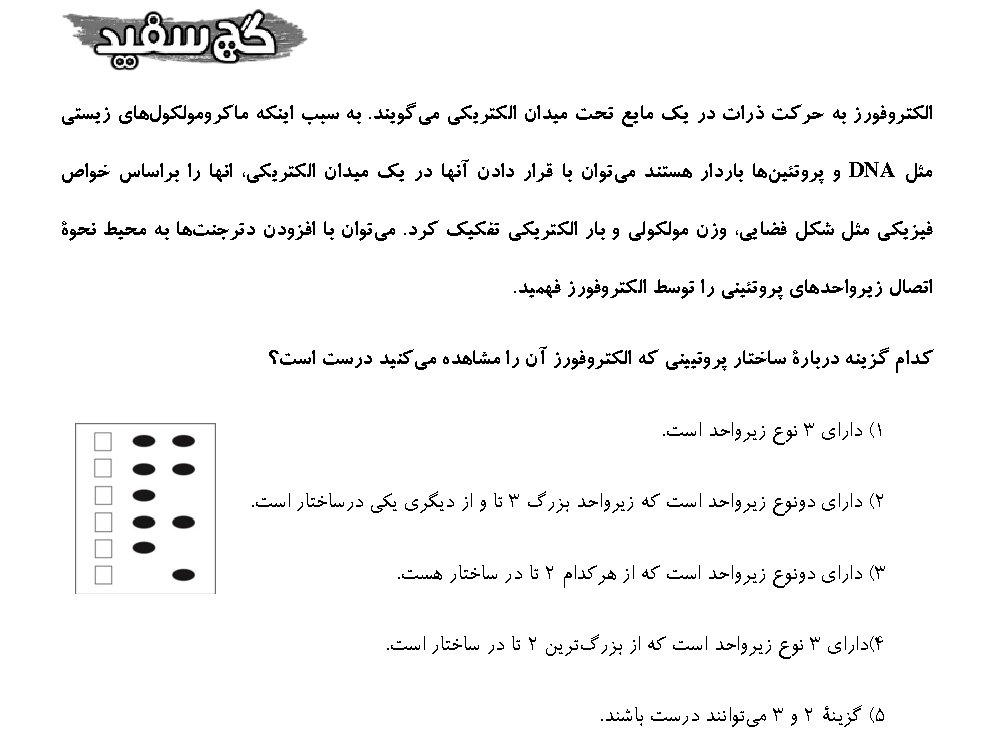 گچ سفید
الکتروفورز به حرکت ذرات در یک مایع تحت میدان الکتریکی می‌گویند. به سبب اینکه ماکرومولکول‌های زیستی
مثل DNA و پروتئین‌ها باردار هستند می‌توان با قرار دادن آنها در یک میدان الکتریکی، انها را براساس خواص
فیزیکی مثل شکل فضایی، وزن مولکولی و بار الکتریکی تفکیک کرد. می‌توان با افزودن دترجنت‌ها به محیط نحوۀ
اتصال زیرواحدهای پروتئینی را توسط الکتروفورز فهمید.
کدام گزینه دربارۀ ساختار پروتیینی که الکتروفورز آن را مشاهده می‌کنید درست است؟
۱) دارای ۳ نوع زیرواحد است.
۲) دارای دونوع زیرواحد است که زیرواحد بزرگ ۳ تا و از دیگری یکی درساختار است.
۳) دارای دونوع زیرواحد است که از هرکدام ۲ تا در ساختار هست.
۴)دارای ۳ نوع زیرواحد است که از بزرگ‌ترین ۲ تا در ساختار است.
۵) گزینۀ ۲ و ۳ می‌توانند درست باشند.